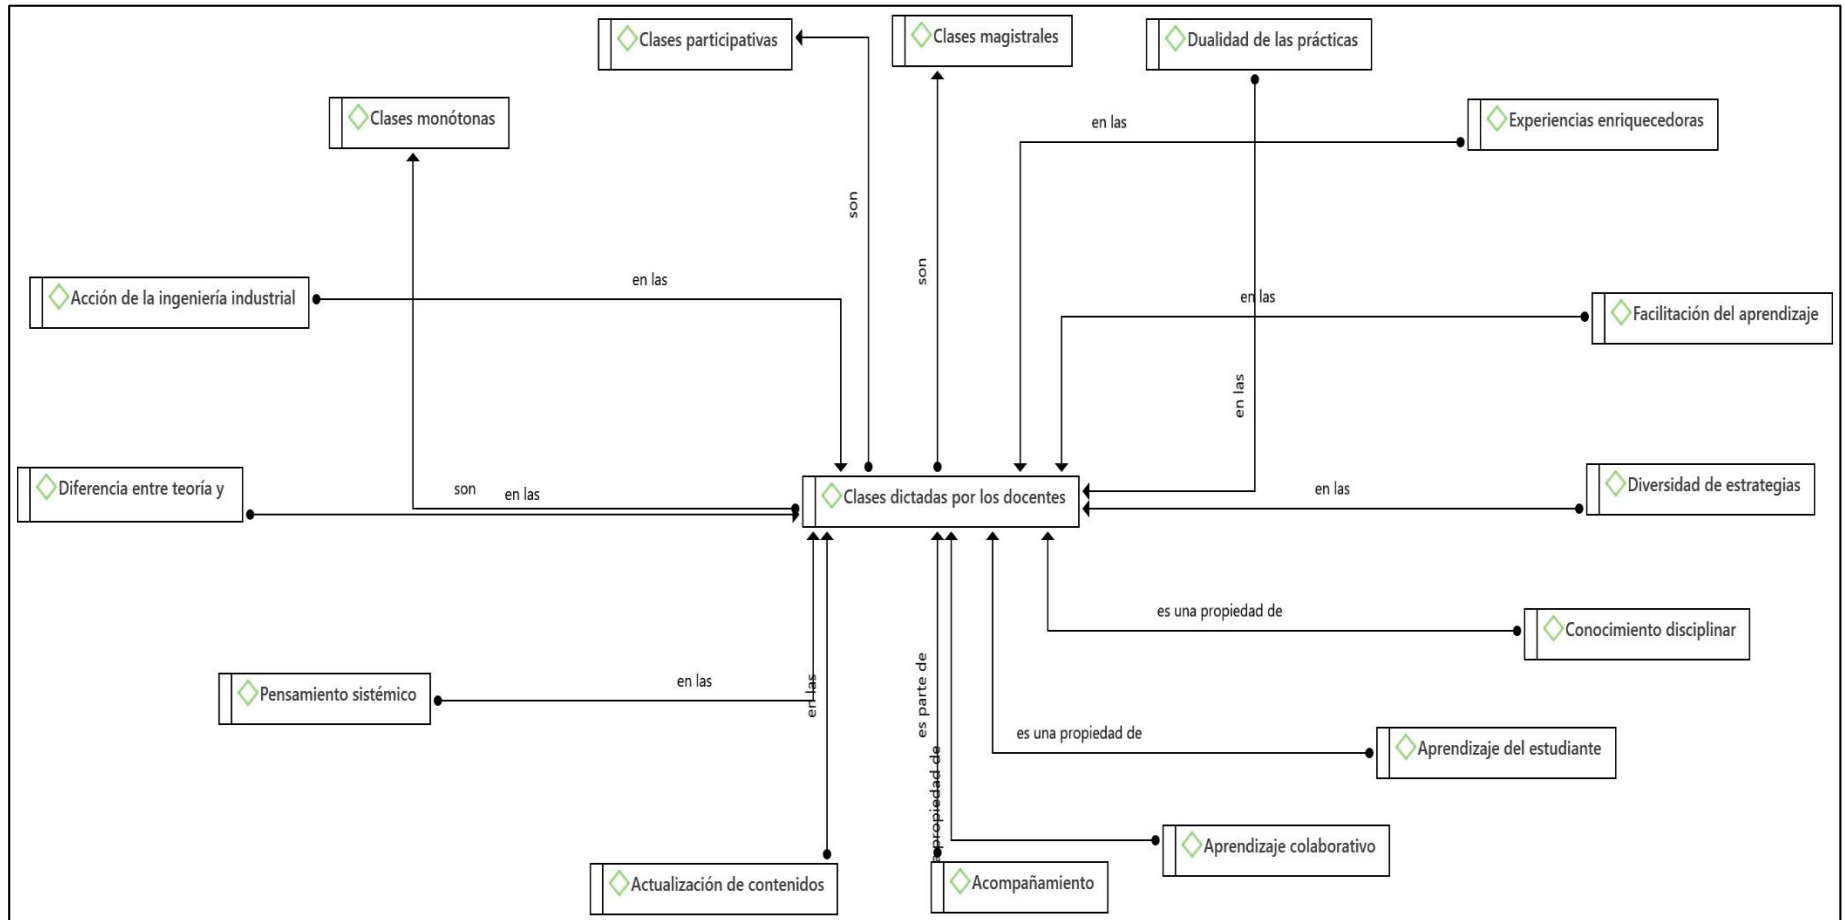 Clases participativas
Clases magistrales
Dualidad de las prácticas
Clases monótonas
en las
Experiencias enriquecedoras
son
son
en las
Acción de la ingeniería industrial
en las
Facilitación del aprendizaje
en las
Diferencia entre teoría y
son
en las
Clases dictadas por los docentes
en las
Diversidad de estrategias
es una propiedad de
Conocimiento disciplinar
Pensamiento sistémico
en las
en las
es parte de
es una propiedad de
Aprendizaje del estudiante
propiedad de
Aprendizaje colaborativo
Actualización de contenidos
Acompañamiento